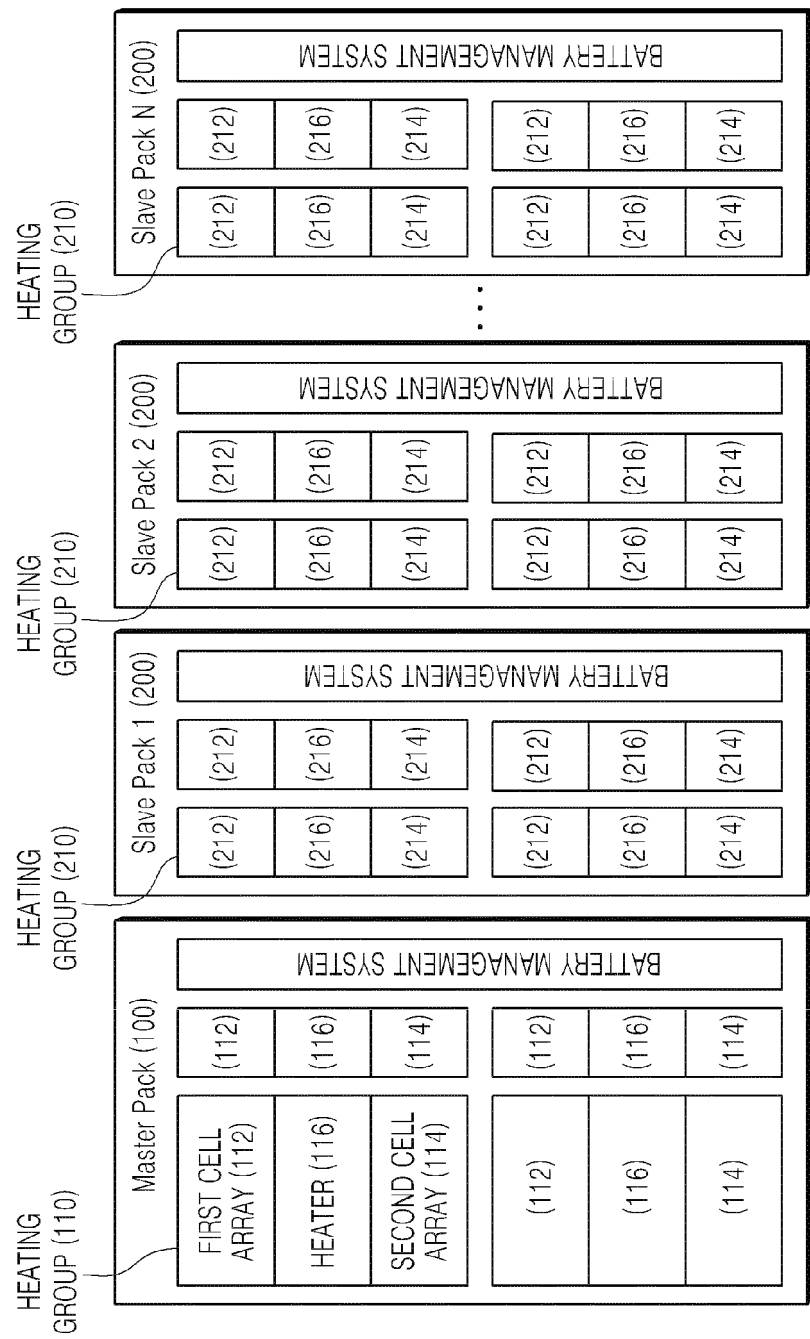 HEATING
GROUP (110)
Master Pack (100)
FIRST CELL
ARRAY (112)
HEATER (116)
SECOND CELL
ARRAY (114)
(112)
(116)
(114)
(112)
(116)
(114)
(112)
(116)
(114)
BATTERY MANAGEMENT SYSTEM
HEATING
GROUP (210)
Slave Pack 1 (200)
(212)
(216)
(214)
(212)
(216)
(214)
(212)
(216)
(214)
(212)
(216)
(214)
BATTERY MANAGEMENT SYSTEM
HEATING
GROUP (210)
Slave Pack 2 (200)
(212)
(216)
(214)
(212)
(216)
(214)
(212)
(216)
(214)
(212)
(216)
(214)
BATTERY MANAGEMENT SYSTEM
...
HEATING
GROUP (210)
Slave Pack N (200)
(212)
(216)
(214)
(212)
(216)
(214)
(212)
(216)
(214)
(212)
(216)
(214)
BATTERY MANAGEMENT SYSTEM